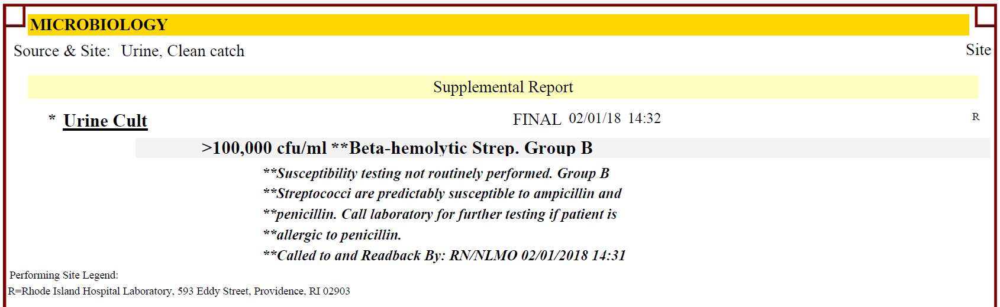 MICROBIOLOGY
Source & Site: Urine, Clean catch Site
Supplemental Report
* Urine Cult FINAL 02/01/18 14:32 R
>100,000 cfu/ml **Beta-hemolytic Strep. Group B
**Susceptibility testing not routinely performed. Group B
**Streptococci are predictably susceptible to ampicillin and
**penicillin. Call laboratory for further testing if patient is
**allergic to penicillin.
**Called to and Readback By: RN/NLMO 02/01/2018 14:31
Performing Site Legend:
R=Rhode Island Hospital Laboratory, 593 Eddy Street, Providence, RI 02903